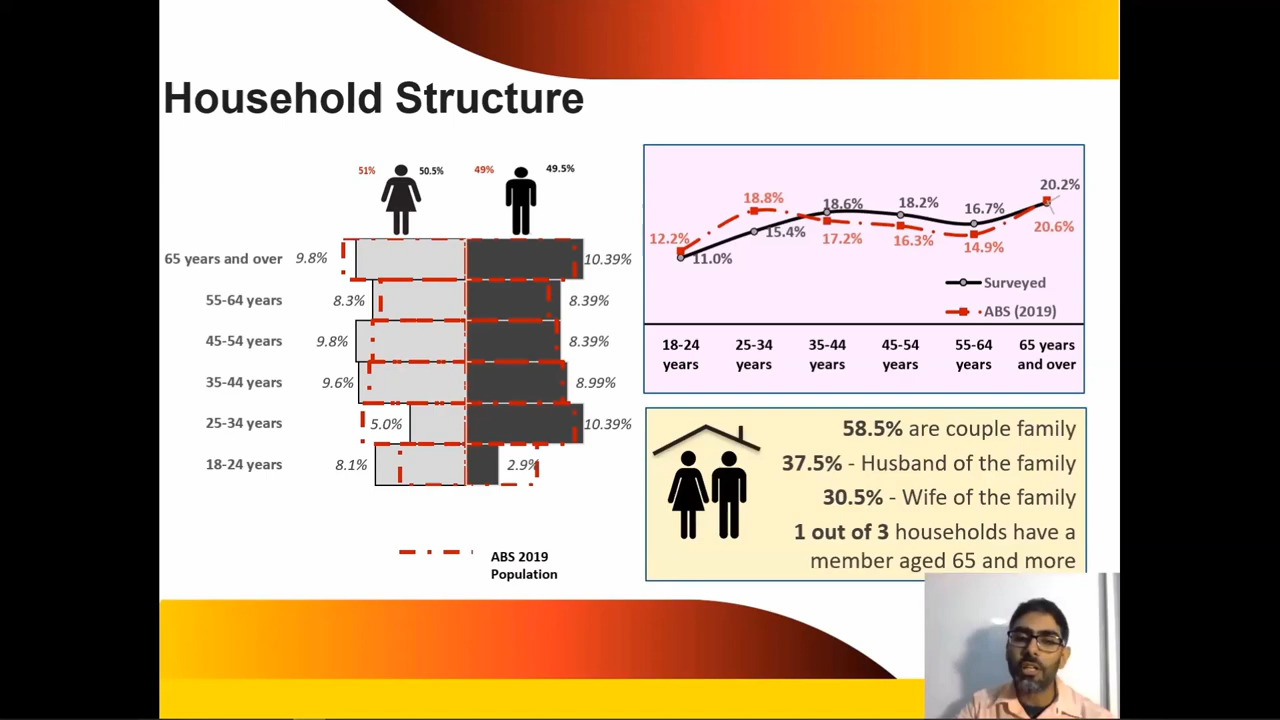 Household Structure
51% 50.5% 49% 49.5%
65 years and over 9.8% 10.39%
55-64 years 8.3% 8.39%
45-54 years 9.8% 8.39%
35-44 years 9.6% 8.99%
25-34 years 5.0% 10.39%
18-24 years 8.1% 2.9%
ABS 2019
Population
12.2% 18.8% 18.6% 18.2% 16.7% 20.2%
11.0% 15.4% 17.2% 16.3% 14.9% 20.6%
Surveyed
ABS (2019)
18-24 25-34 35-44 45-54 55-64 65 years
years years years years years and over
58.5% are couple family
37.5% - Husband of the family
30.5% - Wife of the family
1 out of 3 households have a
member aged 65 and more